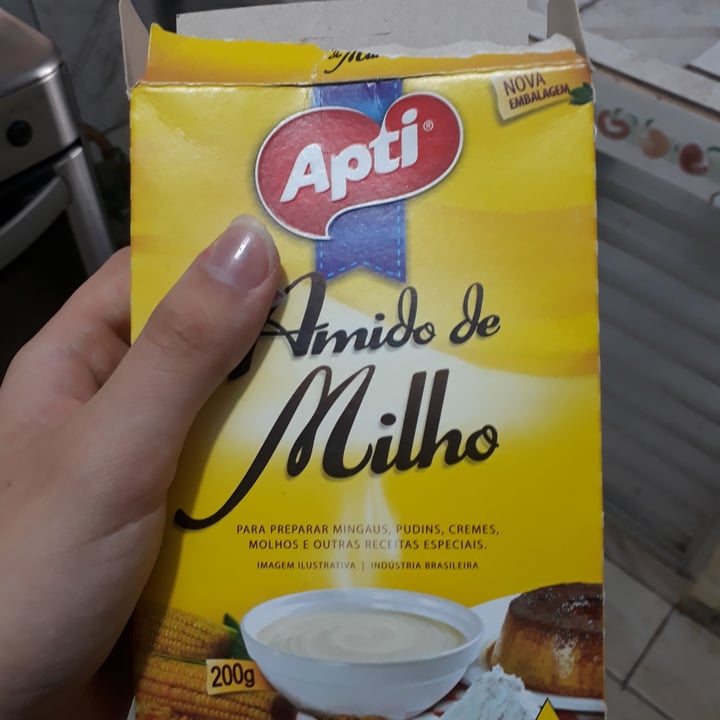 NOVA
EMBALAGEM
Apti®
Amido de
Milho
PARA PREPARAR MINGAUS, PUDINS, CREMES,
MOLHOS E OUTRAS RECEITAS ESPECIAIS.
IMAGEM ILUSTRATIVA | INDÚSTRIA BRASILEIRA
200g